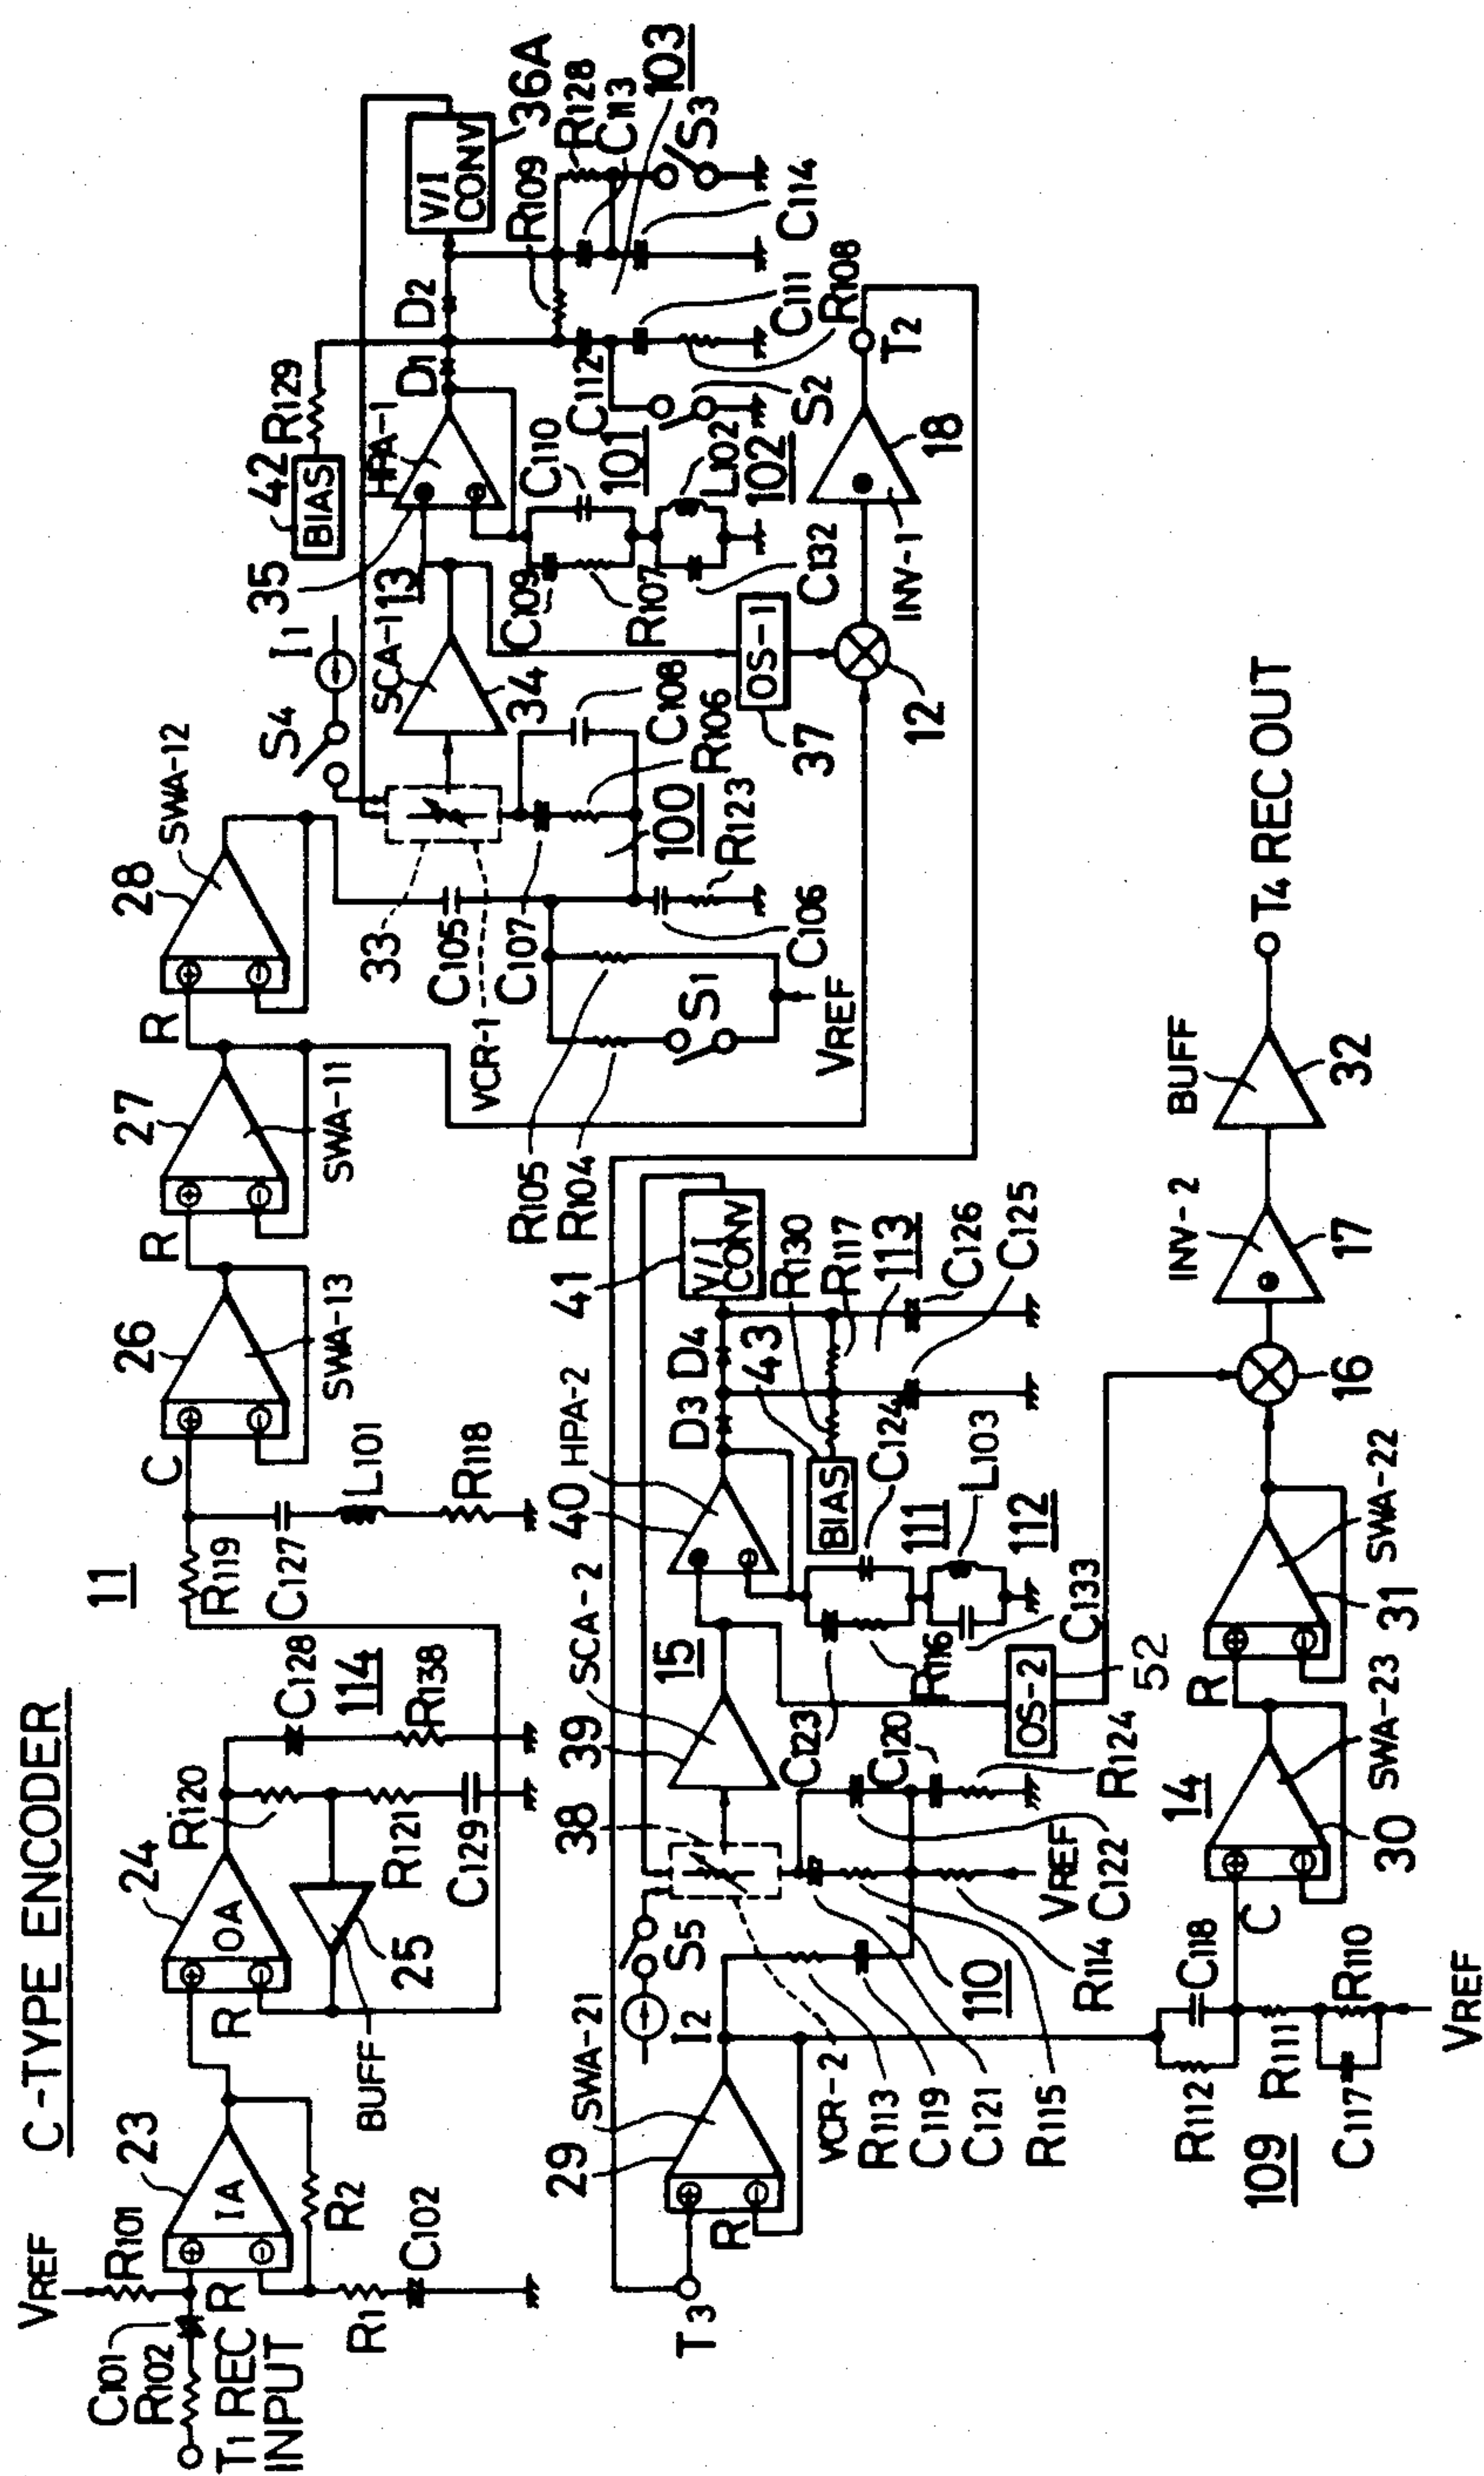 C-TYPE ENCODER
VREF
R101
C101
R102
T1 REC
INPUT
R
23
IA
R2
R1
C102
24
OA
R
BUFF
25
R120
R121
C129
C128
114
R138
11
R119
C127
L101
R118
C
26
SWA-13
R
27
SWA-11
R
28
SWA-12
S4
I1
33
VCR-1
C105
C107
R105
R104
S1
VREF
C106
R123
100
R106
C108
SCA-1
34
13
35
HPA-1
42
BIAS
R129
D1
D2
V/I
CONV
36A
C109
R107
C110
101
L102
102
C132
C112
S2
C111
R108
R109
R128
C113
103
S3
C114
OS-1
37
12
INV-1
18
T2
T3
R
29
SWA-21
I2
S5
38
VCR-2
R113
C119
C121
R115
110
R114
VREF
C122
R124
C120
C123
39
SCA-2
15
40
HPA-2
R116
C133
112
L103
111
C124
BIAS
43
D3
D4
41
V/I
CONV
R130
R117
113
C126
C125
OS-2
52
109
R112
C118
R111
C117
R110
VREF
C
14
30
SWA-23
R
31
SWA-22
16
INV-2
17
BUFF
32
T4 REC OUT